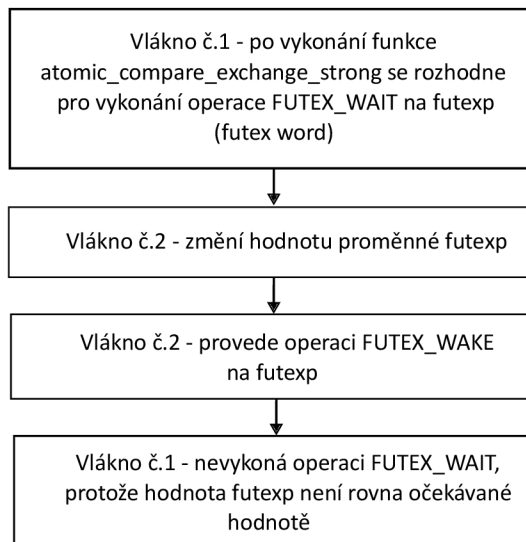 Vlákno č.1 - po vykonání funkce
atomic_compare_exchange_strong se rozhodne
pro vykonání operace FUTEX_WAIT na futexp
(futex word)
Vlákno č.2 - změní hodnotu proměnné futexp
Vlákno č.2 - provede operaci FUTEX_WAKE
na futexp
Vlákno č.1 - nevykoná operaci FUTEX_WAIT,
protože hodnota futexp není rovna očekávané
hodnotě